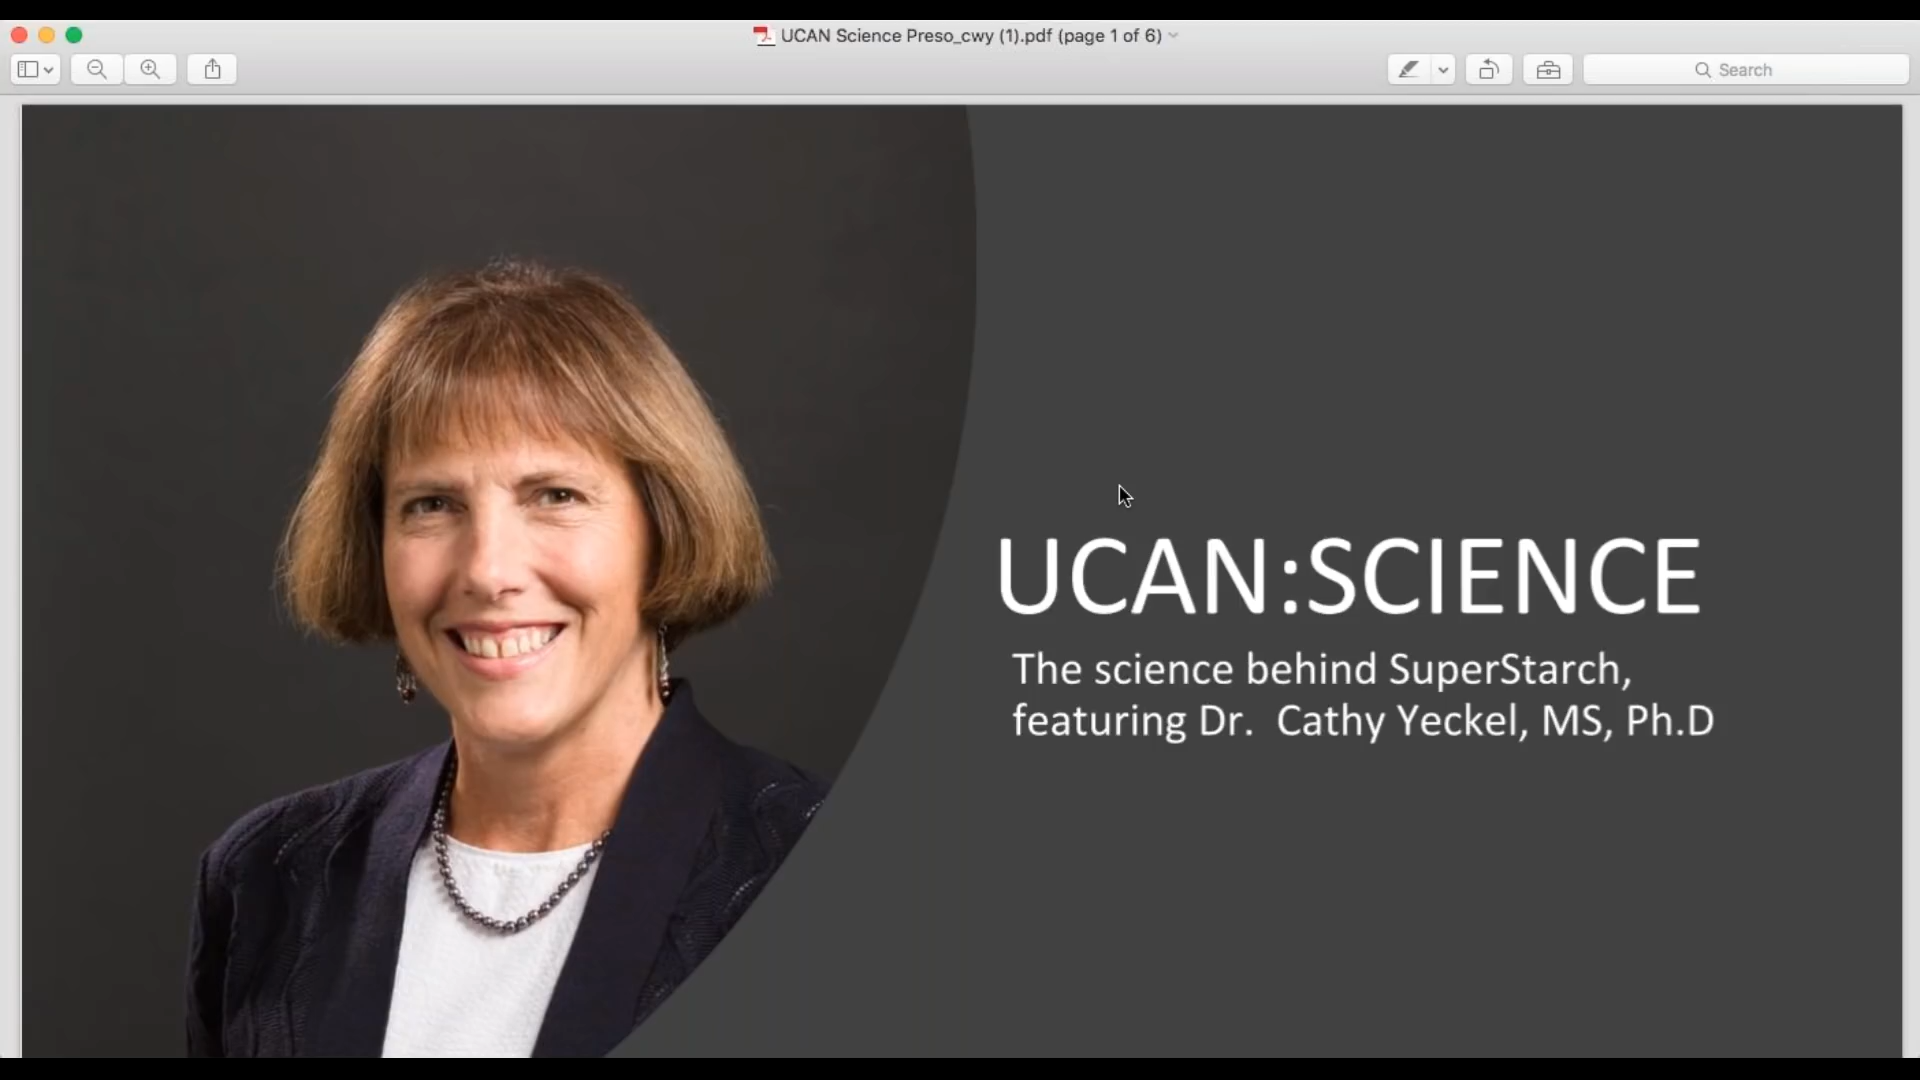 UCAN Science Preso_cwy (1).pdf (page 1 of 6)
Search
UCAN:SCIENCE
The science behind SuperStarch,
featuring Dr.  Cathy Yeckel, MS, Ph.D